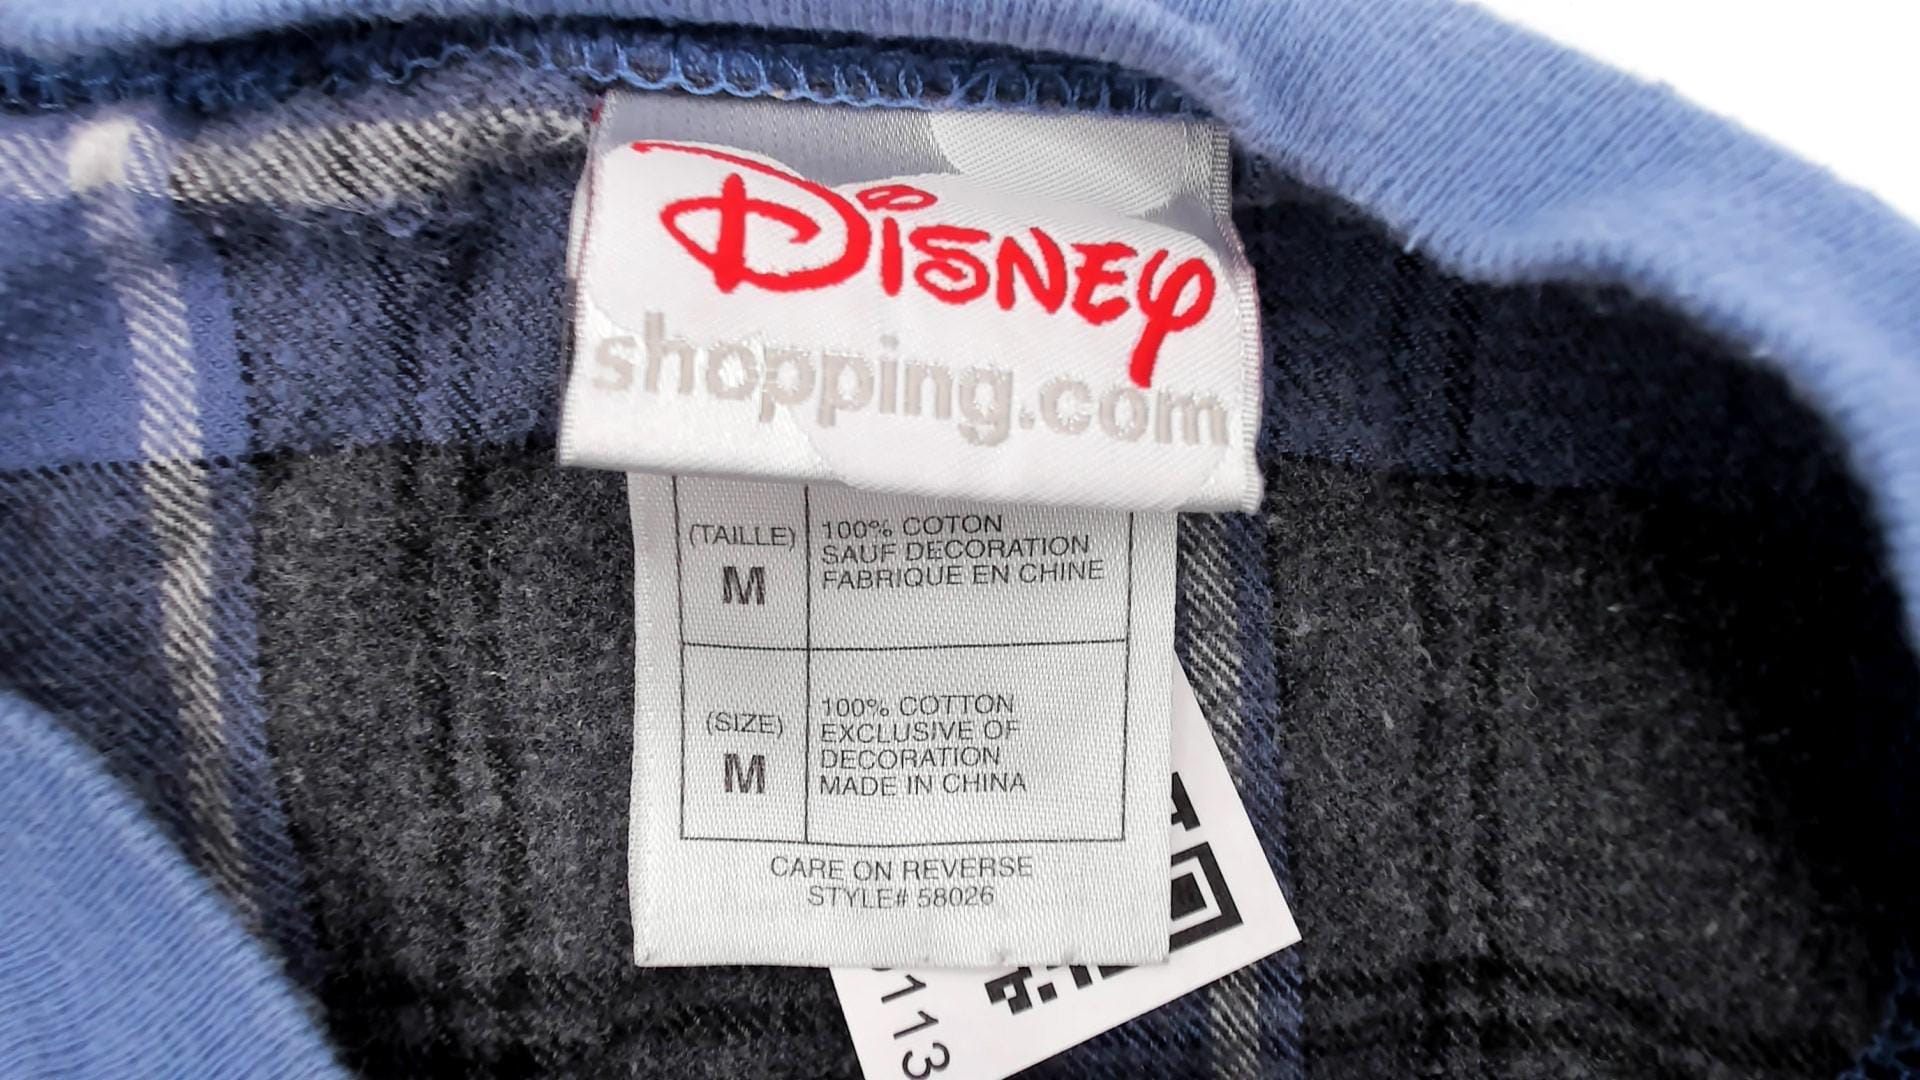 Disney
shopping.com
(TAILLE)
M
100% COTON
SAUF DECORATION
FABRIQUE EN CHINE
(SIZE)
M
100% COTTON
EXCLUSIVE OF
DECORATION
MADE IN CHINA
CARE ON REVERSE
STYLE# 58026
113